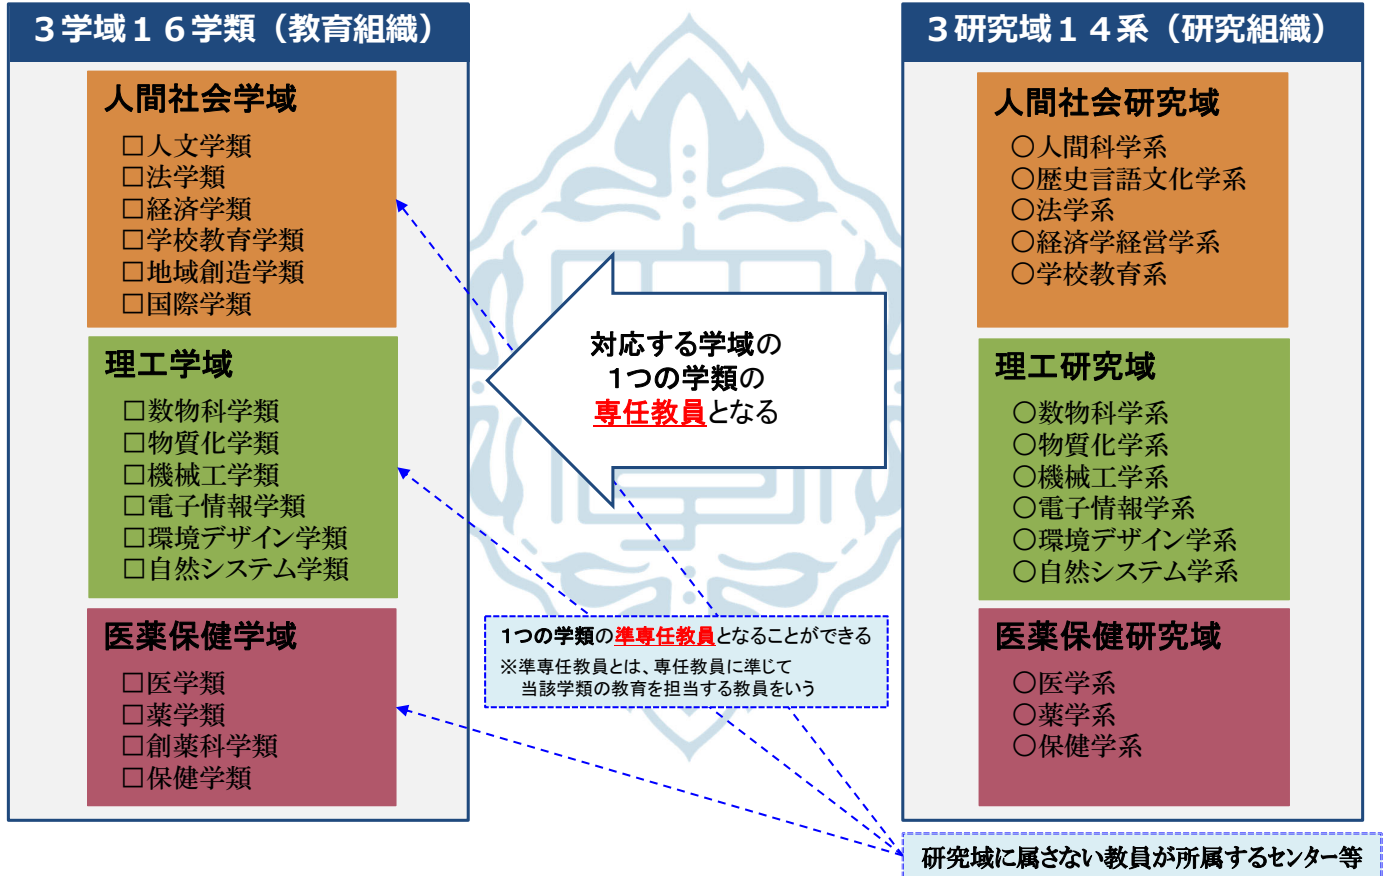 ３学域１６学類（教育組織）
人間社会学域
□人文学類
□法学類
□経済学類
□学校教育学類
□地域創造学類
□国際学類
理工学域
□数物科学類
□物質化学類
□機械工学類
□電子情報学類
□環境デザイン学類
□自然システム学類
医薬保健学域
□医学類
□薬学類
□創薬科学類
□保健学類
対応する学域の
１つの学類の
専任教員となる
１つの学類の準専任教員となることができる
※準専任教員とは、専任教員に準じて
当該学類の教育を担当する教員をいう
３研究域１４系（研究組織）
人間社会研究域
○人間科学系
○歴史言語文化学系
○法学系
○経済学経営学系
○学校教育系
理工研究域
○数物科学系
○物質化学系
○機械工学系
○電子情報学系
○環境デザイン学系
○自然システム学系
医薬保健研究域
○医学系
○薬学系
○保健学系
研究域に属さない教員が所属するセンター等